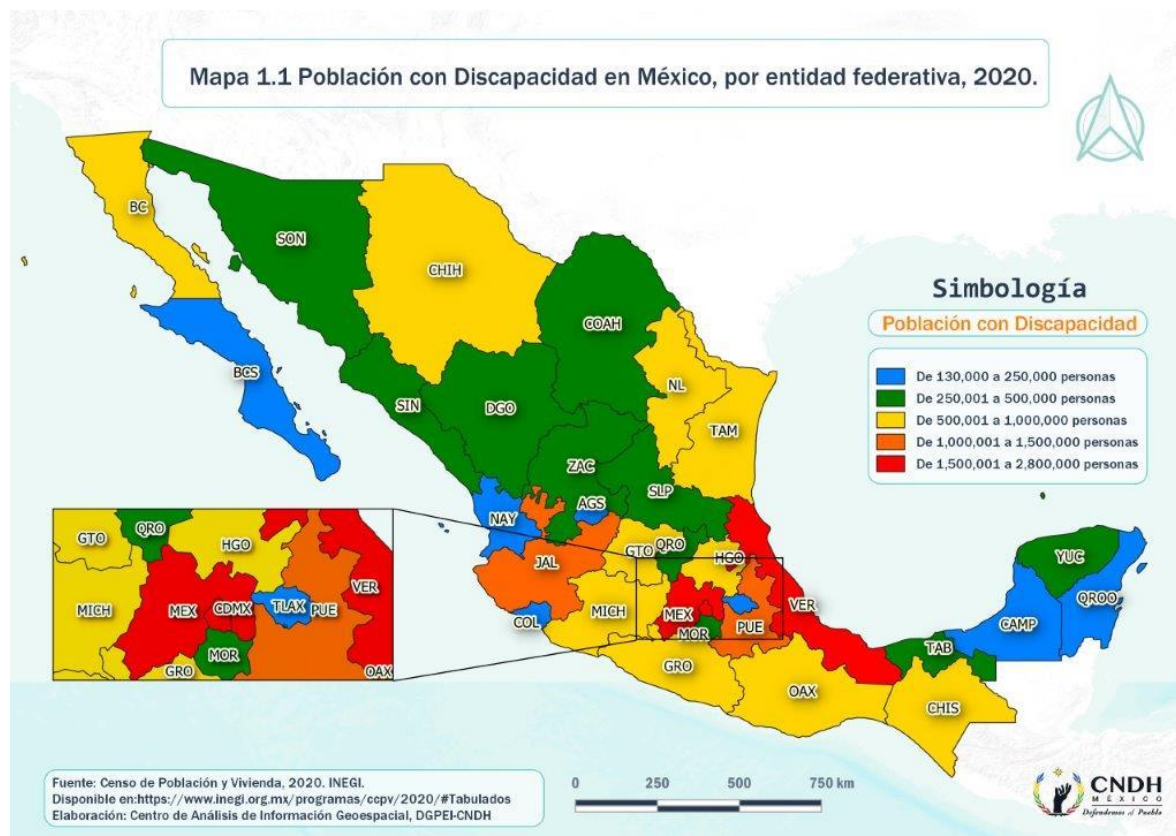 Mapa 1.1 Población con Discapacidad en México, por entidad federativa, 2020.
BC
SON
CHIH
COAH
BCS
NL
SIN
DGO
TAM
ZAC
SLP
NAY
AGS
JAL
GTO
QRO
HGO
COL
MICH
MEX
MOR
PUE
VER
GRO
OAX
TAB
CHIS
CAMP
YUC
QROO
GTO
QRO
HGO
MICH
MEX
CDMX
TLAX
PUE
VER
MOR
GRO
OAX
Simbología
Población con Discapacidad
De 130,000 a 250,000 personas
De 250,001 a 500,000 personas
De 500,001 a 1,000,000 personas
De 1,000,001 a 1,500,000 personas
De 1,500,001 a 2,800,000 personas
Fuente: Censo de Población y Vivienda, 2020. INEGI.
Disponible en:https://www.inegi.org.mx/programas/ccpv/2020/#Tabulados
Elaboración: Centro de Análisis de Información Geoespacial, DGPEI-CNDH
0 250 500 750 km
CNDH
MÉXICO
Defendemos al Pueblo